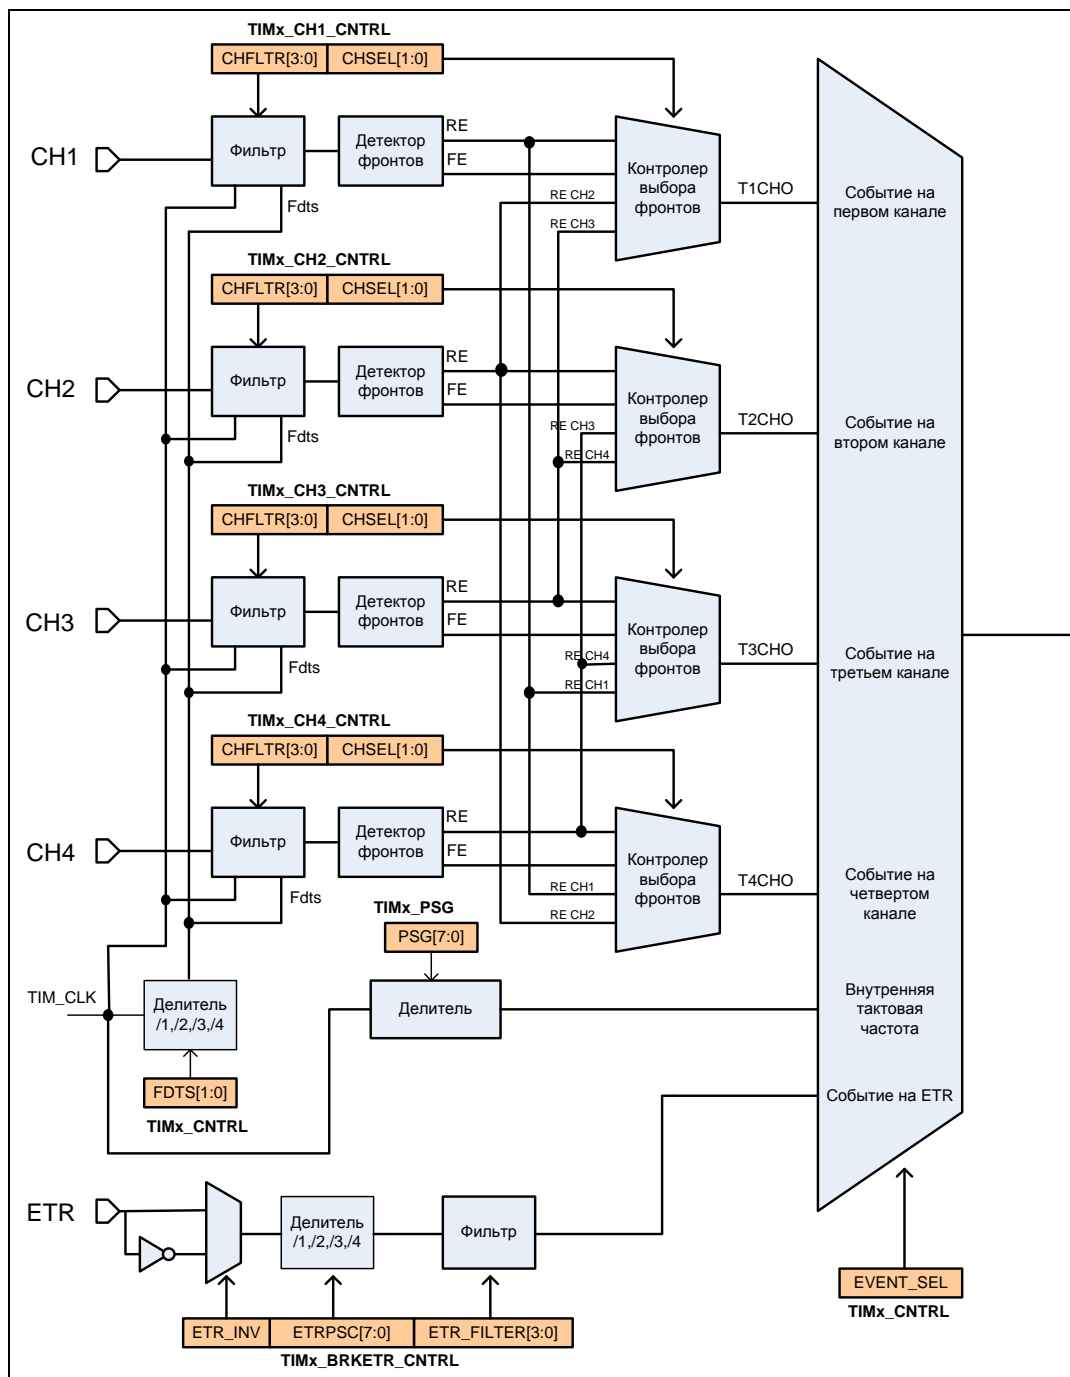 TIMx_CH1_CNTRL
CHFLTR[3:0] CHSEL[1:0]
CH1
Фильтр
Детектор
фронтов
RE
FE
Fdts
RE CH2
RE CH3
Контролер
выбора
фронтов
T1CHO
Событие на
первом канале
TIMx_CH2_CNTRL
CHFLTR[3:0] CHSEL[1:0]
CH2
Фильтр
Детектор
фронтов
RE
FE
Fdts
RE CH3
RE CH4
Контролер
выбора
фронтов
T2CHO
Событие на
втором канале
TIMx_CH3_CNTRL
CHFLTR[3:0] CHSEL[1:0]
CH3
Фильтр
Детектор
фронтов
RE
FE
Fdts
RE CH4
RE CH1
Контролер
выбора
фронтов
T3CHO
Событие на
третьем канале
TIMx_CH4_CNTRL
CHFLTR[3:0] CHSEL[1:0]
CH4
Фильтр
Детектор
фронтов
RE
FE
Fdts
RE CH1
RE CH2
Контролер
выбора
фронтов
T4CHO
Событие на
четвертом
канале
TIMx_PSG
PSG[7:0]
TIM_CLK
Делитель
/1,/2,/3,/4
Делитель
Внутренняя
тактовая
частота
FDTS[1:0]
TIMx_CNTRL
Событие на ETR
ETR
Делитель
/1,/2,/3,/4
Фильтр
EVENT_SEL
TIMx_CNTRL
ETR_INV ETRPSC[7:0] ETR_FILTER[3:0]
TIMx_BRKETR_CNTRL